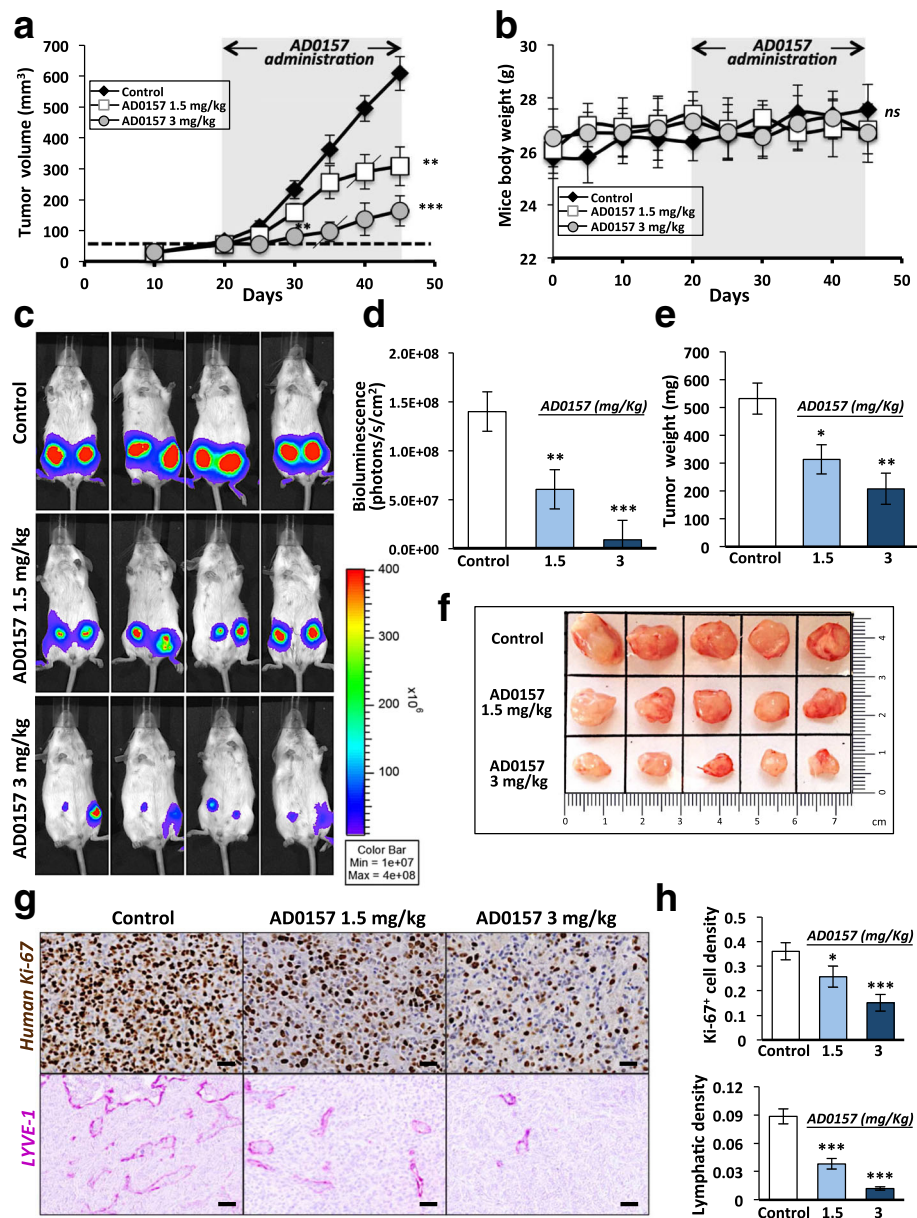 a
Tumor volume (mm³)
700
600
500
400
300
200
100
0
AD0157
administration
Control
AD0157 1.5 mg/kg
AD0157 3 mg/kg
**
**
***
0 10 20 30 40 50
Days
b
Mice body weight (g)
30
28
26
24
22
AD0157
administration
ns
Control
AD0157 1.5 mg/kg
AD0157 3 mg/kg
0 10 20 30 40 50
Days
c
Control
AD0157 1.5 mg/kg
AD0157 3 mg/kg
400
300
200
100
x10⁶
Color Bar
Min = 1e+07
Max = 4e+08
d
Bioluminescence
(photons/s/cm²)
2.0E+08
1.5E+08
1.0E+08
5.0E+07
0.0E+00
AD0157 (mg/Kg)
**
***
Control 1.5 3
e
Tumor weight (mg)
700
600
500
400
300
200
100
0
AD0157 (mg/Kg)
*
**
Control 1.5 3
f
Control
AD0157
1.5 mg/kg
AD0157
3 mg/kg
4
3
2
1
0
0 1 2 3 4 5 6 7 cm
g
Control AD0157 1.5 mg/kg AD0157 3 mg/kg
Human Ki-67
LYVE-1
h
Ki-67⁺ cell density
0.5
0.4
0.3
0.2
0.1
0
AD0157 (mg/Kg)
*
***
Control 1.5 3
Lymphatic density
0.12
0.09
0.06
0.03
0
AD0157 (mg/Kg)
***
***
Control 1.5 3